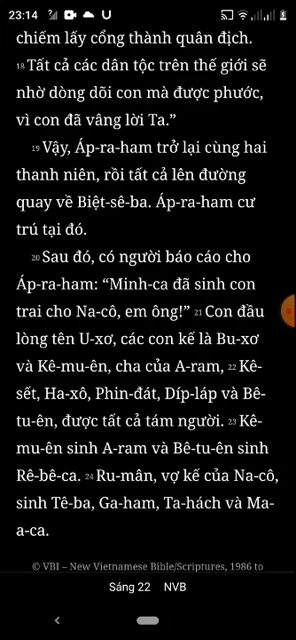 23:14
chiếm lấy cổng thành quân địch.
18 Tất cả các dân tộc trên thế giới sẽ
nhờ dòng dõi con mà được phước,
vì con đã vâng lời Ta.”
19 Vậy, Áp-ra-ham trở lại cùng hai
thanh niên, rồi tất cả lên đường
quay về Biệt-sê-ba. Áp-ra-ham cư
trú tại đó.
20 Sau đó, có người báo cáo cho
Áp-ra-ham: “Minh-ca đã sinh con
trai cho Na-cô, em ông!” 21 Con đầu
lòng tên U-xơ, các con kế là Bu-xơ
và Kê-mu-ên, cha của A-ram, 22 Kê-
sết, Ha-xô, Phin-đát, Díp-láp và Bê-
tu-ên, được tất cả tám người. 23 Kê-
mu-ên sinh A-ram và Bê-tu-ên sinh
Rê-bê-ca. 24 Ru-mân, vợ kế của Na-cô,
sinh Tê-ba, Ga-ham, Ta-hách và Ma-
a-ca.
© VBI – New Vietnamese Bible/Scriptures, 1986 to
Sáng 22 NVB